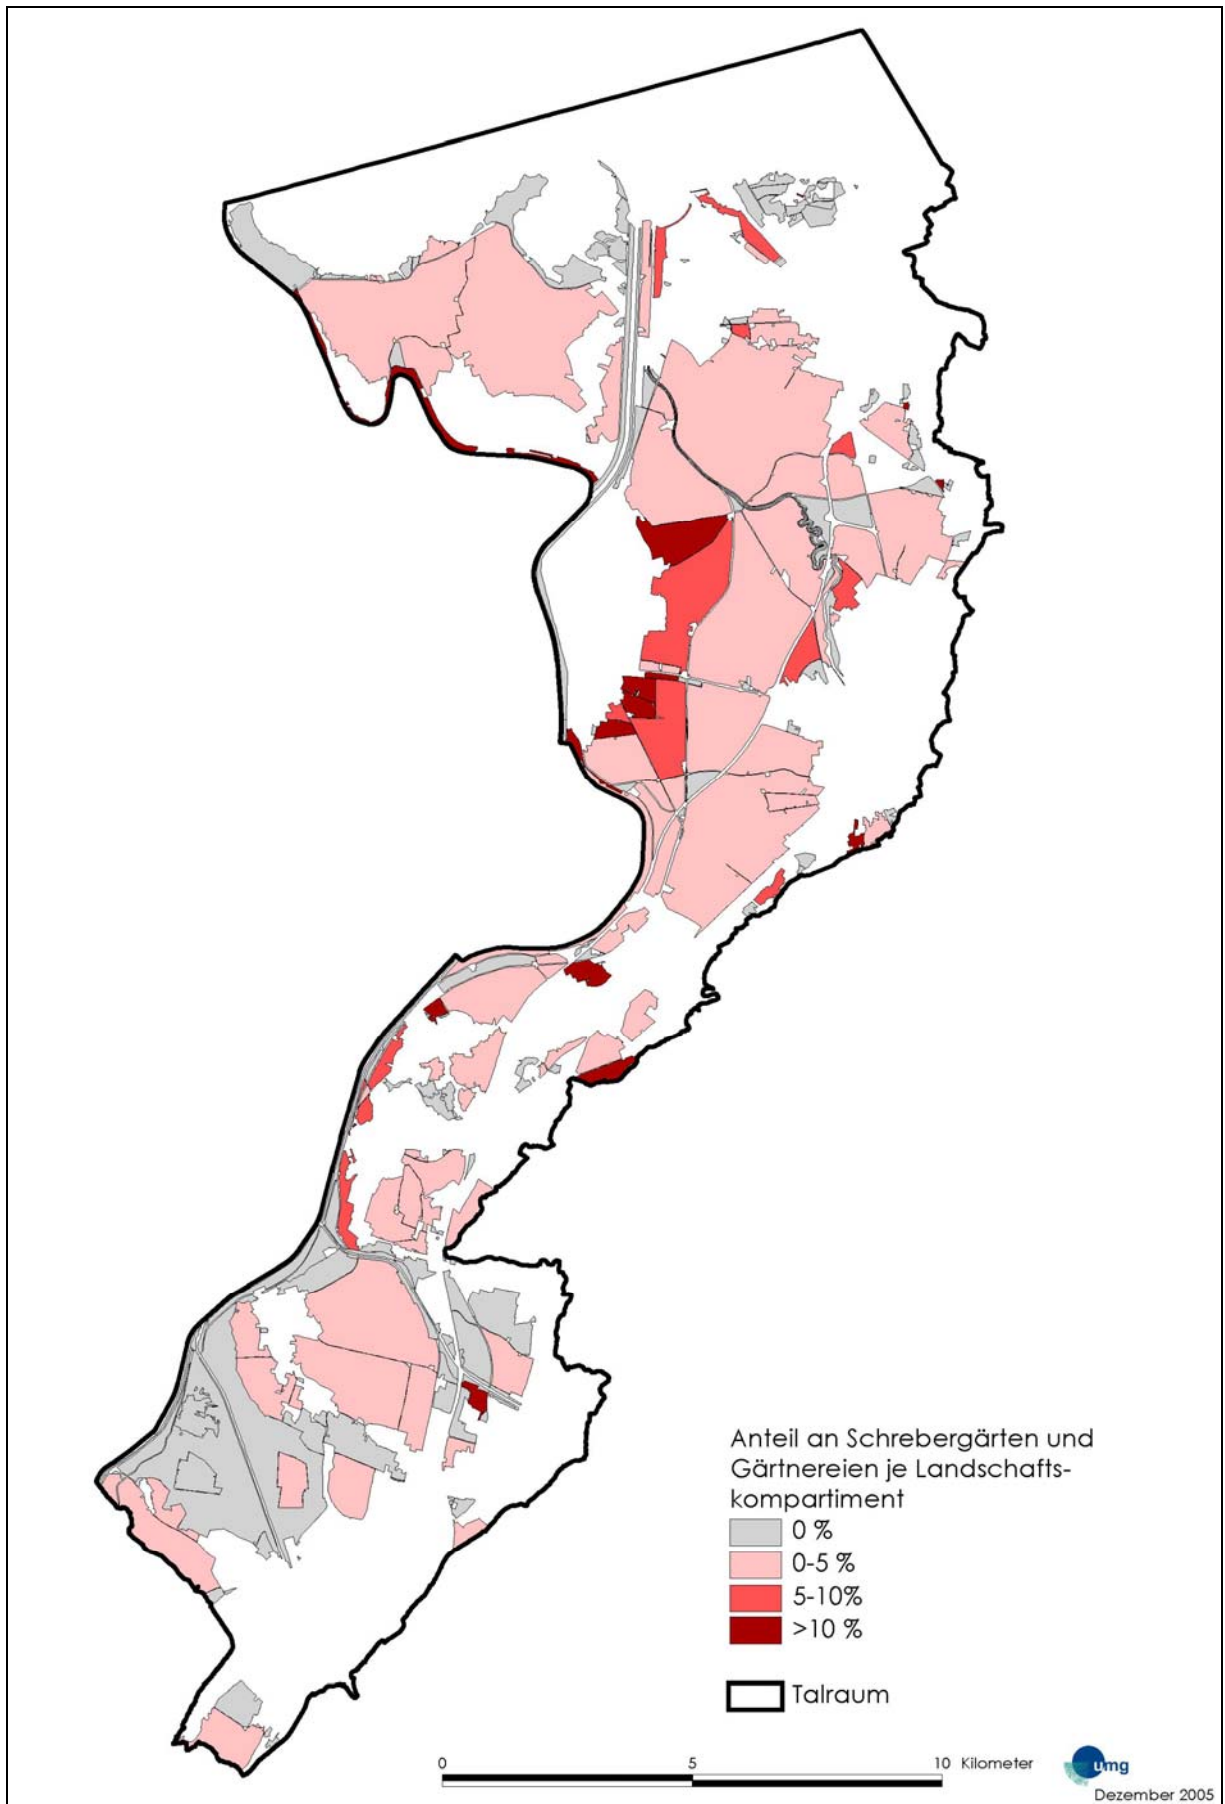 Anteil an Schrebergärten und
Gärtnereien je Landschafts-
kompartiment
0 %
0-5 %
5-10%
>10 %
Talraum
0 5 10 Kilometer
umg
Dezember 2005